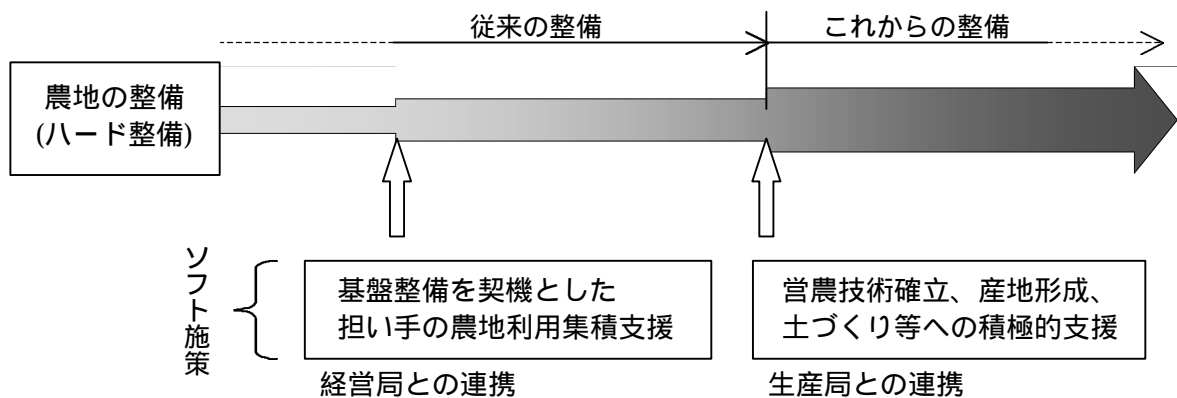 従来の整備
これからの整備
農地の整備
(ハード整備)
ソフト施策
基盤整備を契機とした
担い手の農地利用集積支援
営農技術確立、産地形成、
土づくり等への積極的支援
経営局との連携
生産局との連携